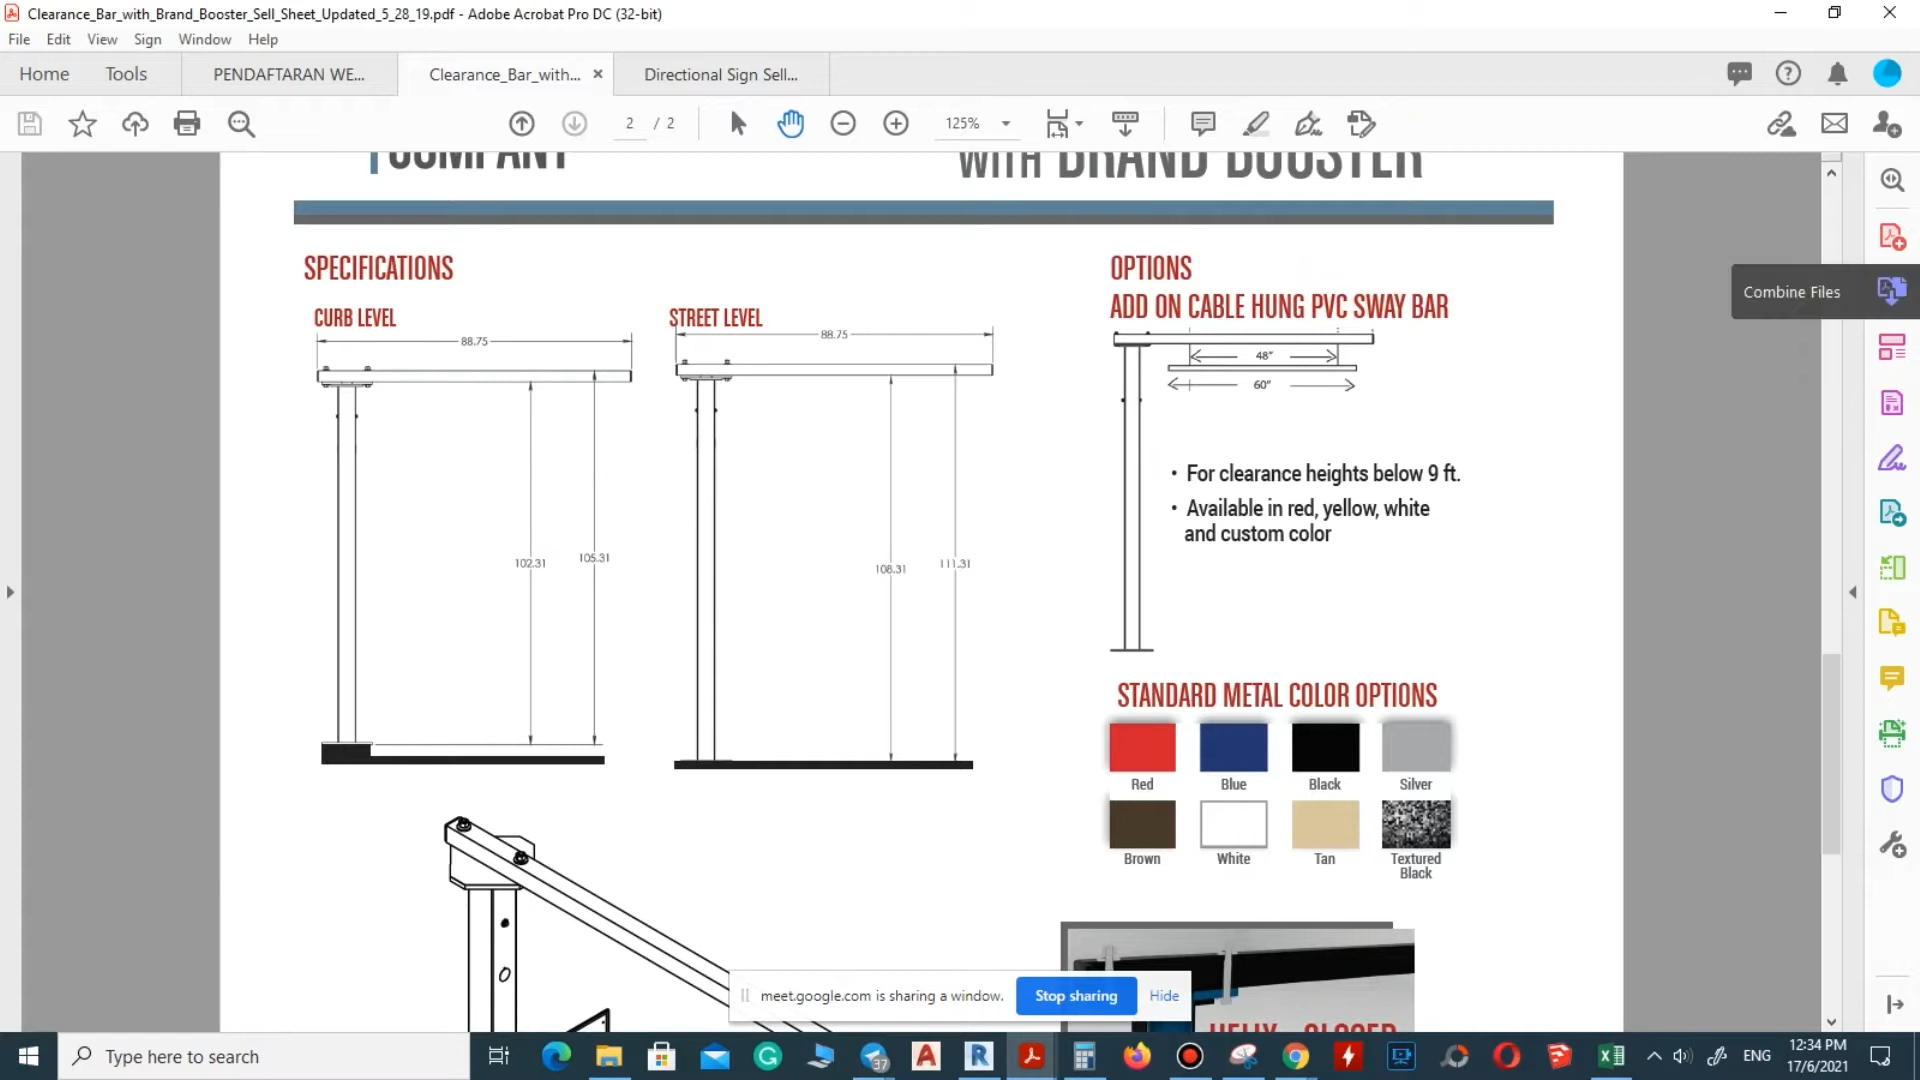 Clearance_Bar_with_Brand_Booster_Sell_Sheet_Updated_5_28_19.pdf - Adobe Acrobat Pro DC (32-bit)
File Edit View Sign Window Help
Home Tools PENDAFTARAN WE... Clearance_Bar_with... × Directional Sign Sell...
2 / 2 125%
COMPANY
WITH BRAND BOOSTER
SPECIFICATIONS
CURB LEVEL
88.75
102.31
105.31
STREET LEVEL
88.75
108.31
111.31
OPTIONS
ADD ON CABLE HUNG PVC SWAY BAR
48"
60"
• For clearance heights below 9 ft.
• Available in red, yellow, white
and custom color
STANDARD METAL COLOR OPTIONS
Red Blue Black Silver
Brown White Tan Textured
Black
Combine Files
meet.google.com is sharing a window. Stop sharing Hide
Type here to search
37
ENG
12:34 PM
17/6/2021